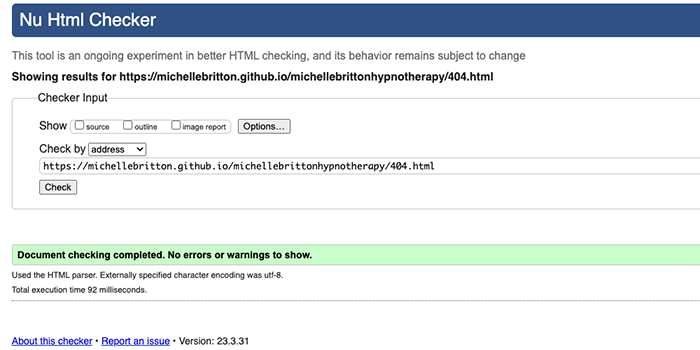 Nu Html Checker
This tool is an ongoing experiment in better HTML checking, and its behavior remains subject to change
Showing results for https://michellebritton.github.io/michellebrittonhypnotherapy/404.html
Checker Input
Show source outline image report Options...
Check by address
https://michellebritton.github.io/michellebrittonhypnotherapy/404.html
Check
Document checking completed. No errors or warnings to show.
Used the HTML parser. Externally specified character encoding was utf-8.
Total execution time 92 milliseconds.
About this checker • Report an issue • Version: 23.3.31